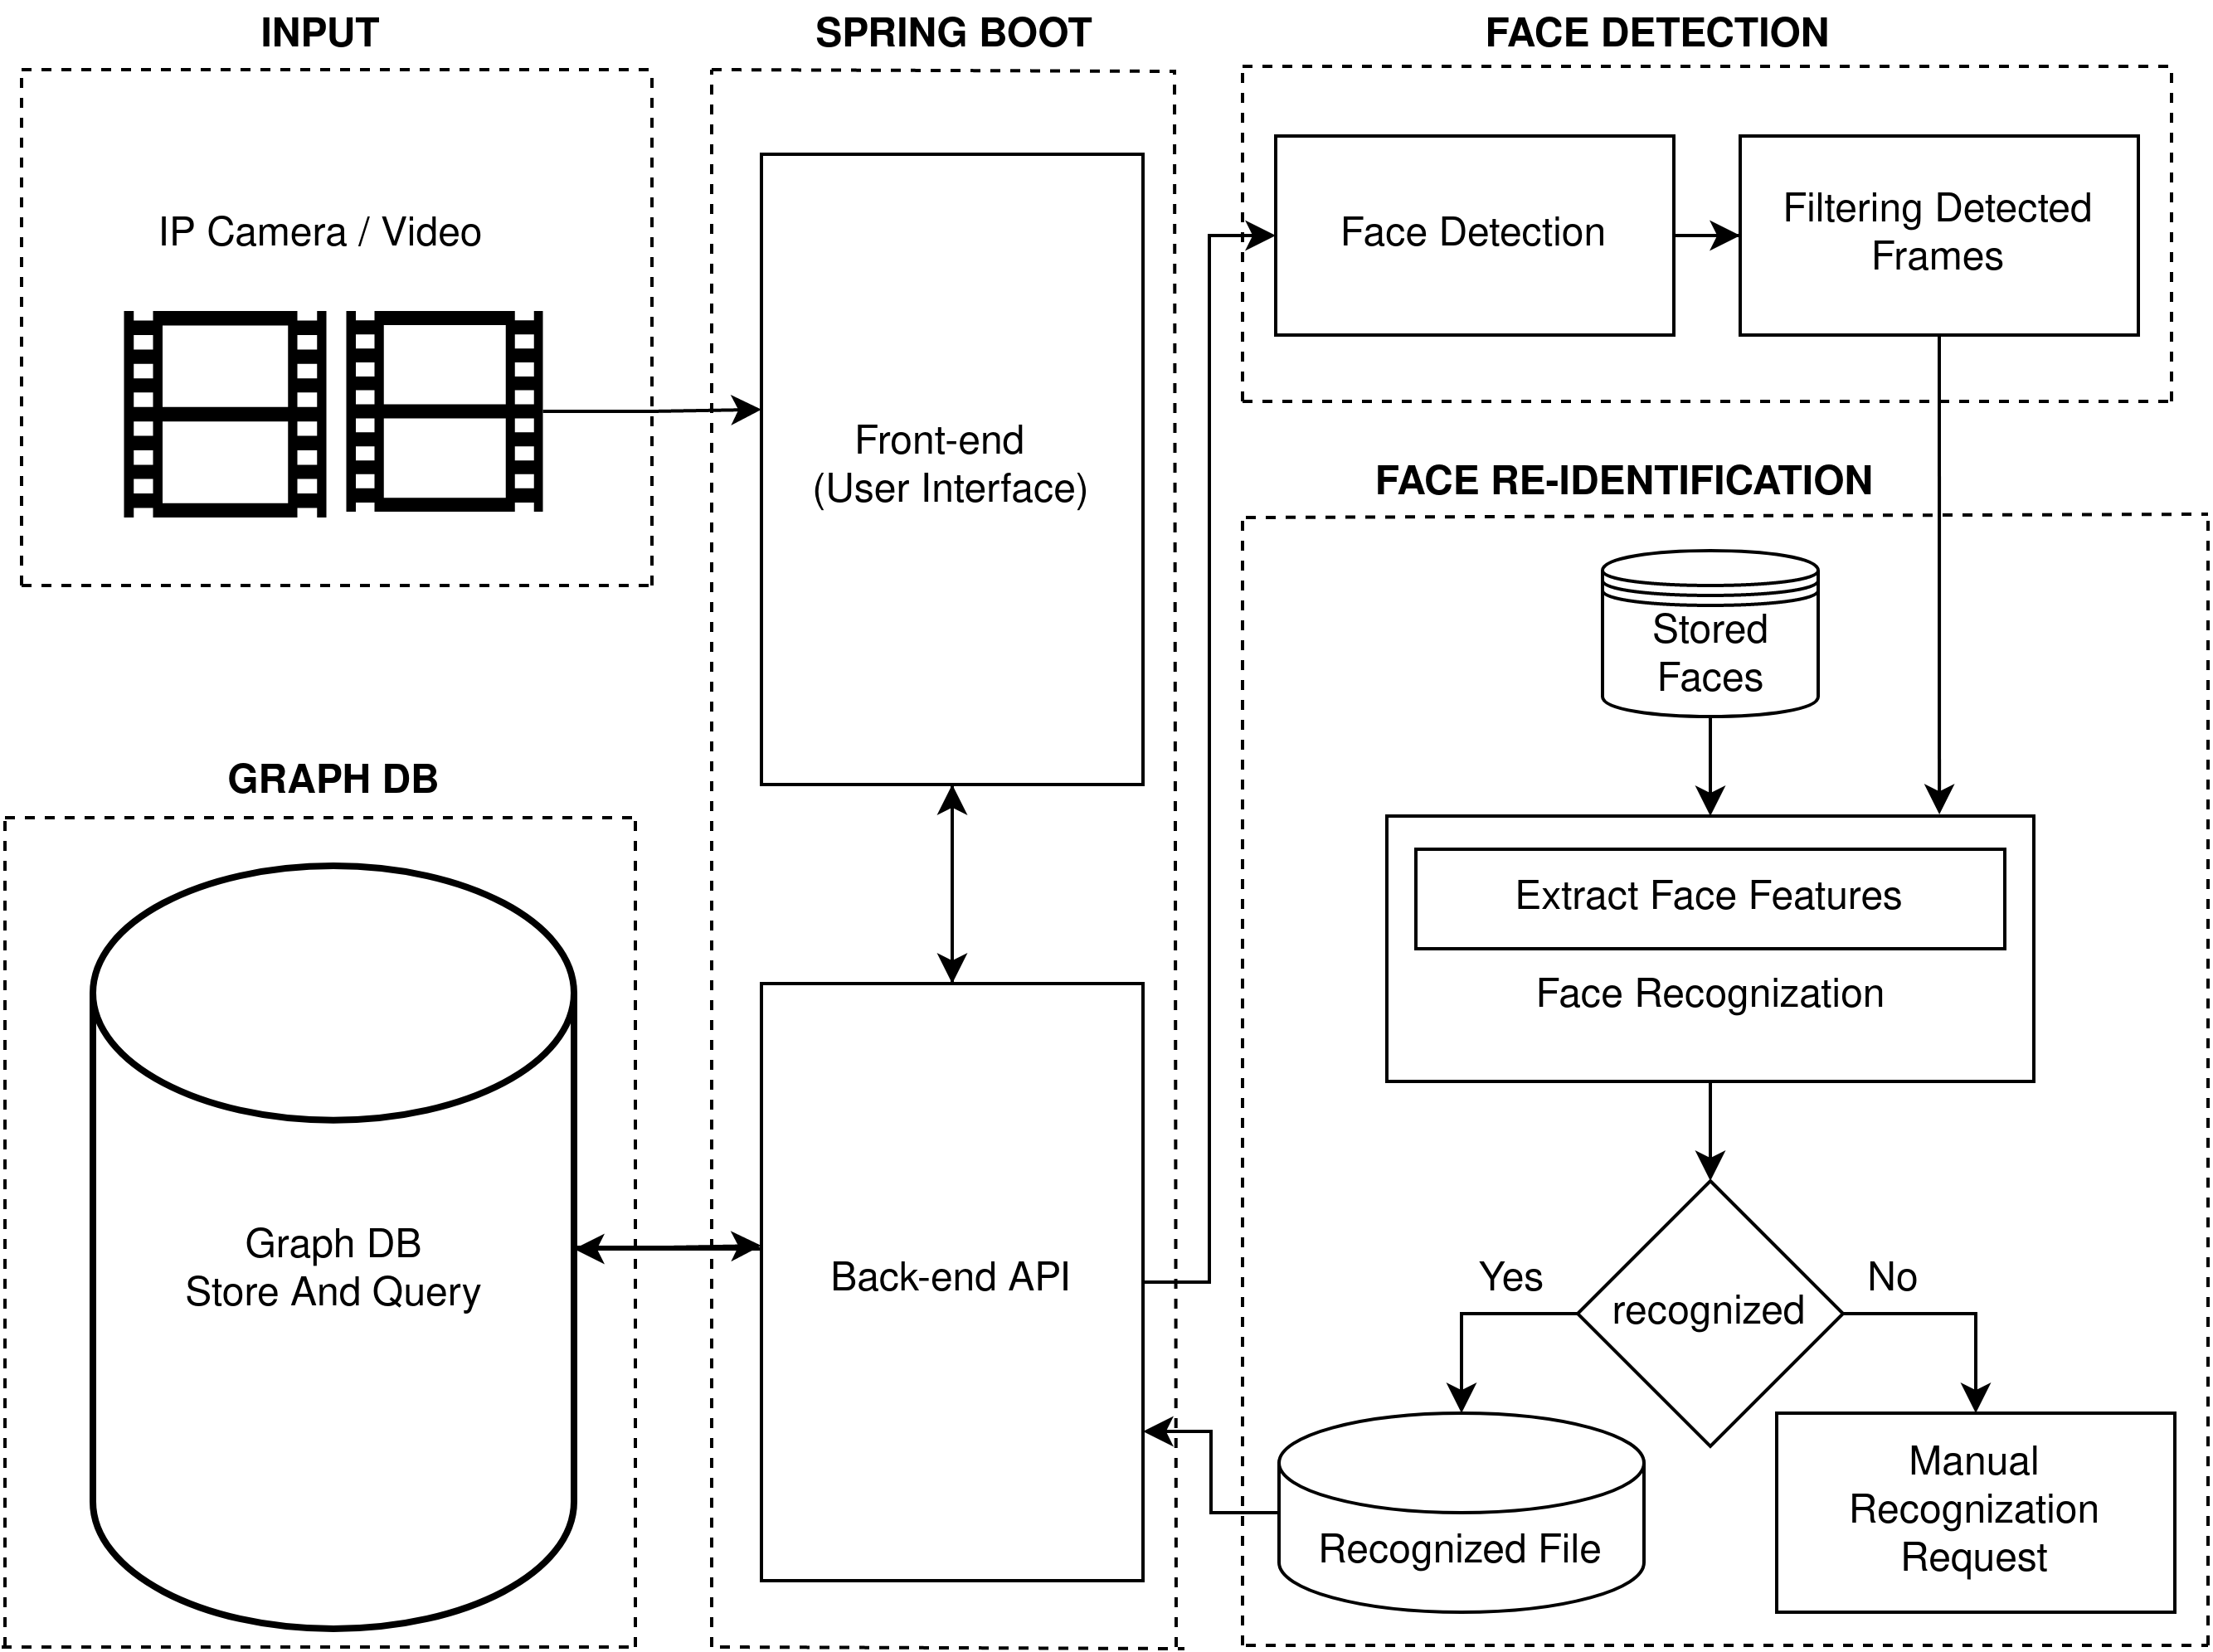 INPUT
IP Camera / Video
SPRING BOOT
Front-end
(User Interface)
Back-end API
GRAPH DB
Graph DB
Store And Query
FACE DETECTION
Face Detection
Filtering Detected
Frames
FACE RE-IDENTIFICATION
Stored
Faces
Extract Face Features
Face Recognization
recognized
Yes
No
Recognized File
Manual
Recognization
Request